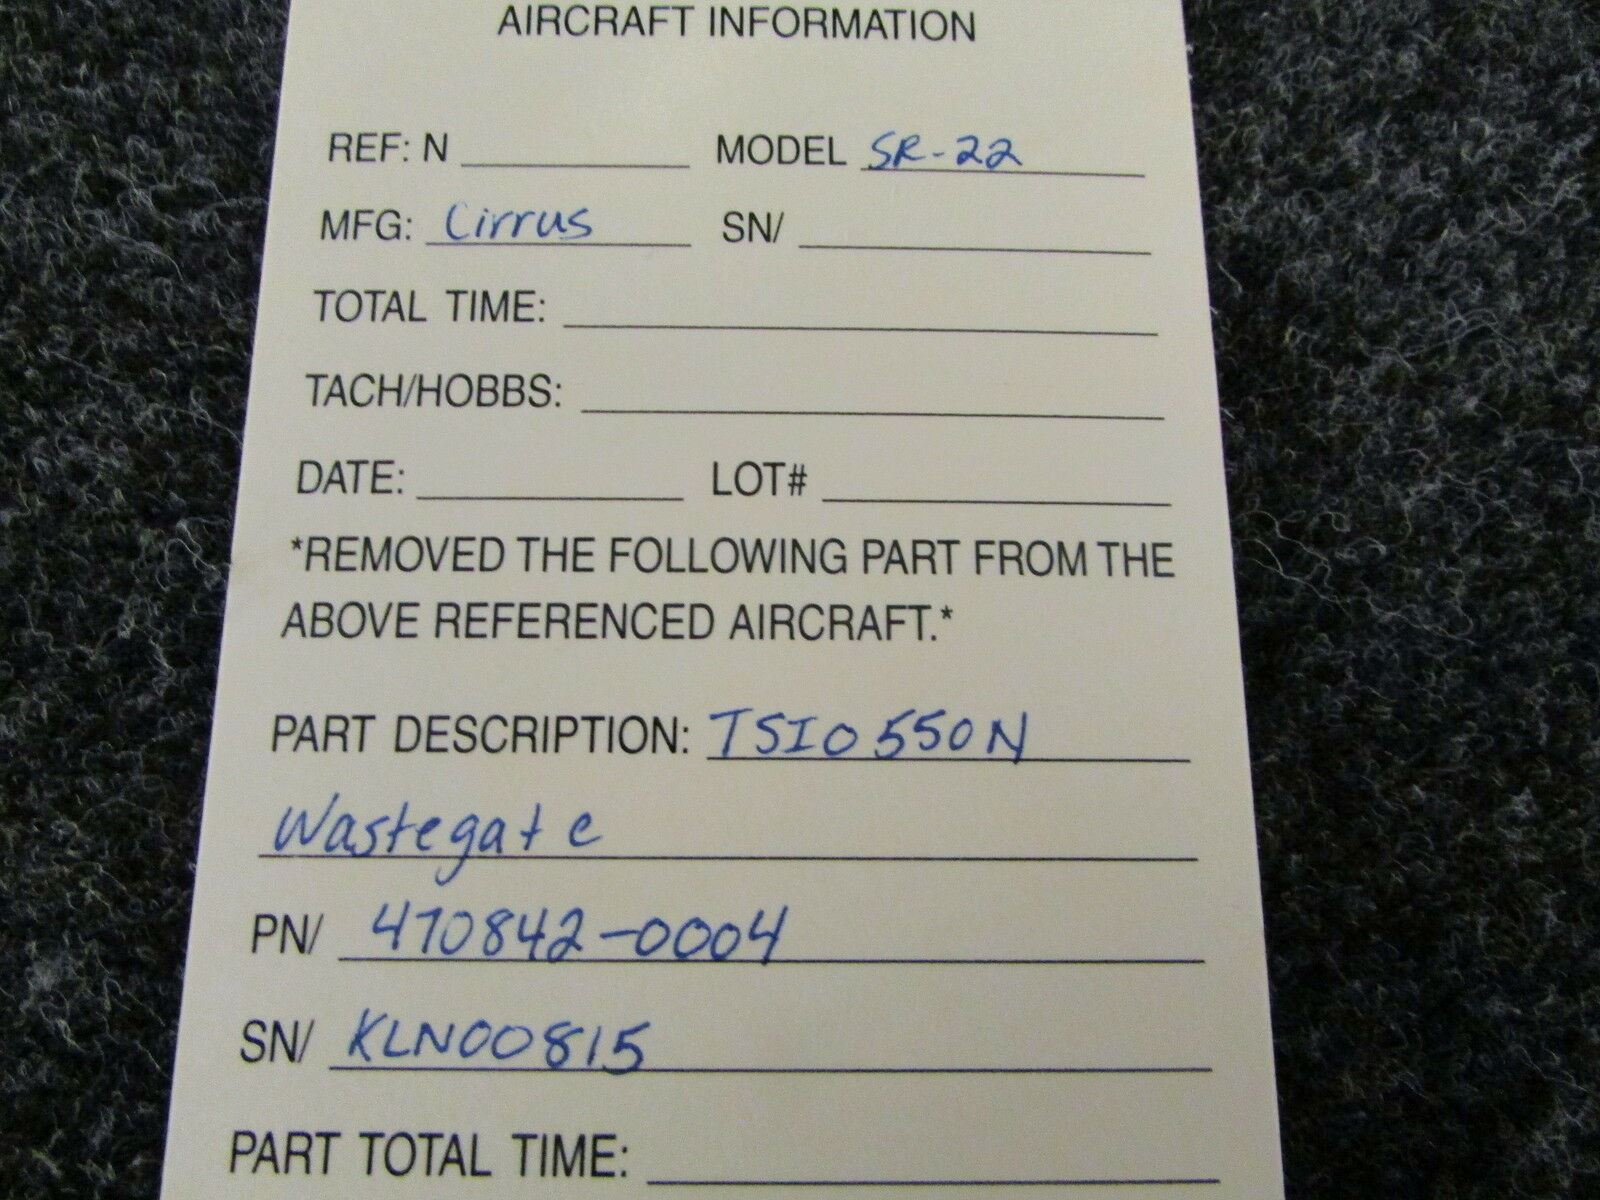 AIRCRAFT INFORMATION
REF: N MODEL SR-22
MFG: Cirrus SN/
TOTAL TIME:
TACH/HOBBS:
DATE: LOT#
*REMOVED THE FOLLOWING PART FROM THE
ABOVE REFERENCED AIRCRAFT.*
PART DESCRIPTION: TSIO550N
Wastegate
PN/ 470842-0004
SN/ KLN00815
PART TOTAL TIME: